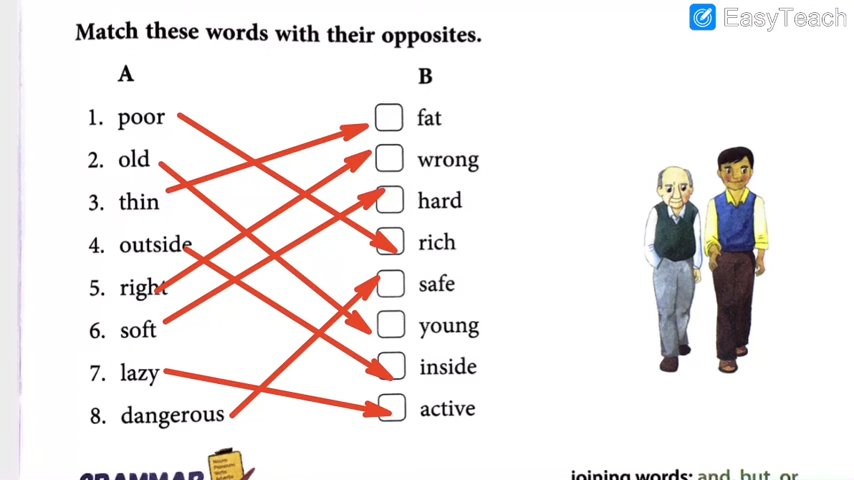 EasyTeach
Match these words with their opposites.
A B
1. poor fat
2. old wrong
3. thin hard
4. outside rich
5. right safe
6. soft young
7. lazy inside
8. dangerous active
GRAMMAR
joining words: and, but, or